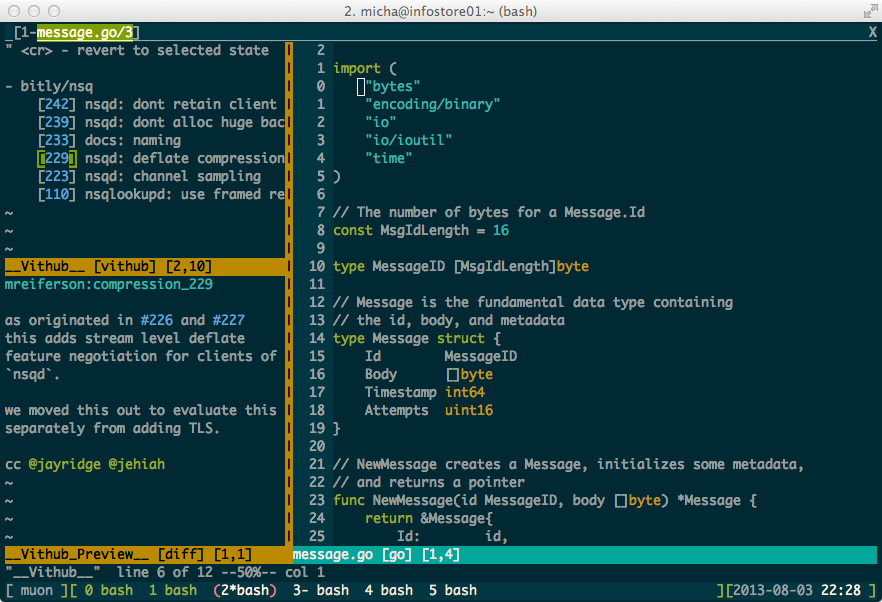 2. micha@infostore01:~ (bash)
[1-message.go/3] X
" <cr> - revert to selected state
- bitly/nsq
[242] nsqd: dont retain client
[239] nsqd: dont alloc huge bac
[233] docs: naming
[229] nsqd: deflate compression
[223] nsqd: channel sampling
[110] nsqlookupd: use framed re
~
~
~
__Vithub__ [vithub] [2,10]
mreiferson:compression_229
as originated in #226 and #227
this adds stream level deflate
feature negotiation for clients of
`nsqd`.
we moved this out to evaluate this
separately from adding TLS.
cc @jayridge @jehiah
~
~
~
~
__Vithub_Preview__ [diff] [1,1]
2
1 import (
0 "bytes"
1 "encoding/binary"
2 "io"
3 "io/ioutil"
4 "time"
5 )
6
7 // The number of bytes for a Message.Id
8 const MsgIdLength = 16
9
10 type MessageID [MsgIdLength]byte
11
12 // Message is the fundamental data type containing
13 // the id, body, and metadata
14 type Message struct {
15 Id MessageID
16 Body []byte
17 Timestamp int64
18 Attempts uint16
19 }
20
21 // NewMessage creates a Message, initializes some metadata,
22 // and returns a pointer
23 func NewMessage(id MessageID, body []byte) *Message {
24 return &Message{
25 Id: id,
message.go [go] [1,4]
"__Vithub__" line 6 of 12 --50%-- col 1
[ muon ][ 0 bash 1 bash (2*bash) 3- bash 4 bash 5 bash ][2013-08-03 22:28 ]